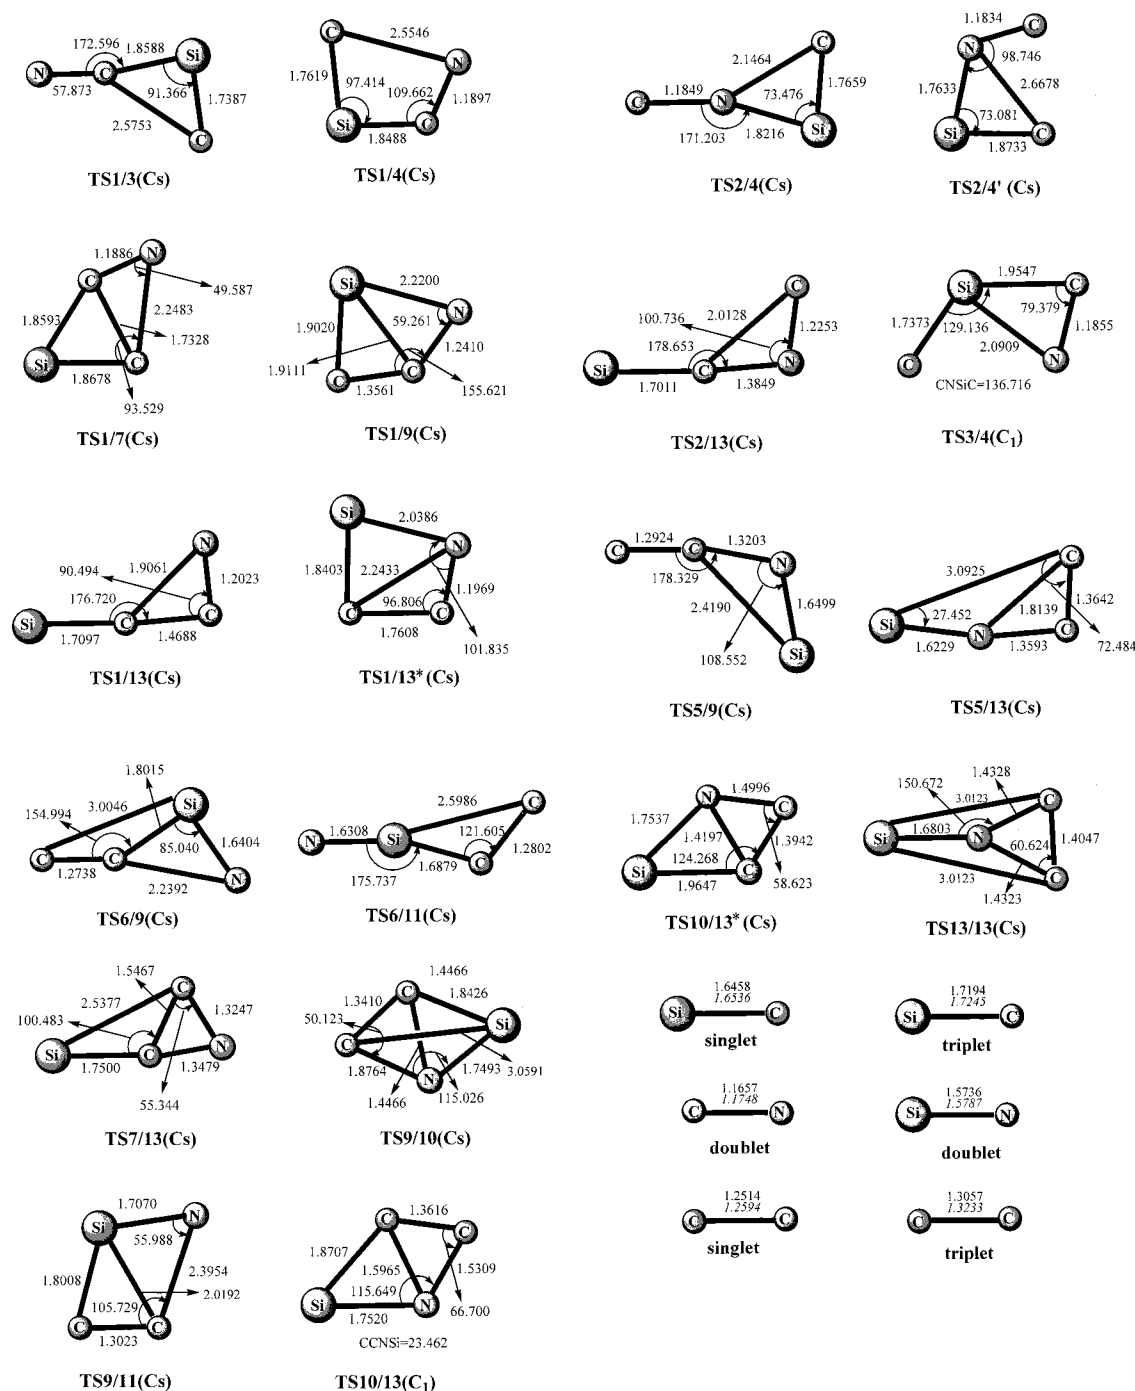 172.596 1.8588 Si
N 57.873 C 91.366 1.7387
2.5753 C
TS1/3(Cs)
C 2.5546 N
1.7619 97.414 109.662 1.1897
Si 1.8488 C
TS1/4(Cs)
2.1464 C
C 1.1849 N 73.476 1.7659
171.203 1.8216 Si
TS2/4(Cs)
1.1834 C
N 98.746
1.7633 2.6678
73.081
Si 1.8733 C
TS2/4' (Cs)
1.1886 N
C 49.587
1.8593 2.2483
1.7328
Si 1.8678 C
93.529
TS1/7(Cs)
Si 2.2200 N
1.9020 59.261 1.2410
1.9111 C 1.3561 C 155.621
TS1/9(Cs)
C
100.736 2.0128 1.2253
178.653
Si 1.7011 C 1.3849 N
TS2/13(Cs)
1.9547
Si C
79.379
1.7373 129.136 1.1855
C 2.0909 N
CNSiC=136.716
TS3/4(C1)
N
90.494 1.9061 1.2023
176.720
Si 1.7097 C 1.4688 C
TS1/13(Cs)
Si 2.0386 N
1.8403 2.2433 1.1969
96.806
C 1.7608 C 101.835
TS1/13* (Cs)
C 1.2924 C 1.3203 N
178.329
2.4190 1.6499
108.552 Si
TS5/9(Cs)
3.0925 C
27.452 1.8139 1.3642
Si 1.6229 N 1.3593 C 72.484
TS5/13(Cs)
1.8015
154.994 3.0046 Si
85.040 1.6404
C 1.2738 C 2.2392 N
TS6/9(Cs)
2.5986 C
N 1.6308 Si 121.605 1.2802
175.737 1.6879 C
TS6/11(Cs)
N 1.4996 C
1.7537 1.4197 1.3942
124.268
Si 1.9647 C 58.623
TS10/13* (Cs)
150.672 1.4328
3.0123 C
Si 1.6803 N 1.4047
60.624
3.0123 C
1.4323
TS13/13(Cs)
1.5467 C
2.5377 1.3247
100.483
Si 1.7500 C 1.3479 N
55.344
TS7/13(Cs)
1.4466
1.3410 C 1.8426
50.123 Si
C
1.8764 N 1.7493 3.0591
1.4466 115.026
TS9/10(Cs)
1.6458
1.6536
Si C
singlet
1.7194
1.7245
Si C
triplet
1.1657
1.1748
C N
doublet
1.5736
1.5787
Si N
doublet
1.7070
Si N
55.988
1.8008 2.3954
105.729 2.0192
C 1.3023 C
TS9/11(Cs)
C 1.3616 C
1.8707 1.5965 1.5309
115.649
Si 1.7520 N 66.700
CCNSi=23.462
TS10/13(C1)
1.2514
1.2594
C C
singlet
1.3057
1.3233
C C
triplet